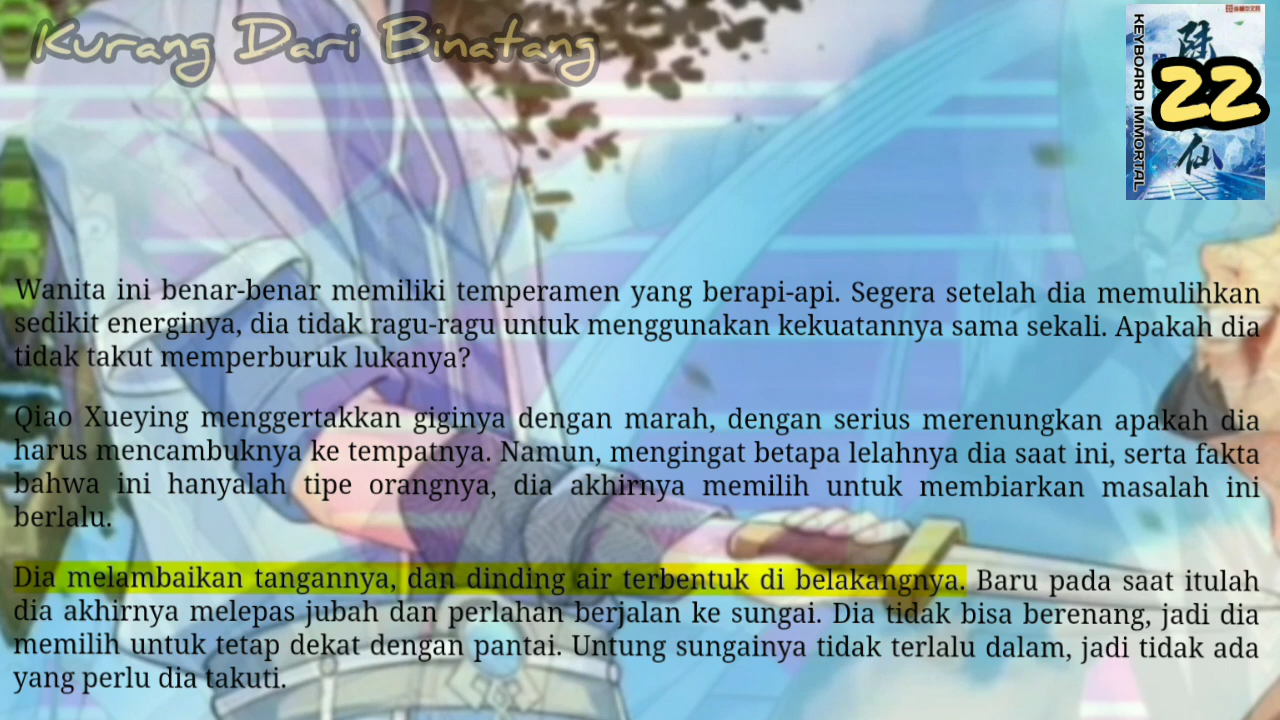 Kurang Dari Binatang
KEYBOARD IMMORTAL
22
仙
Wanita ini benar-benar memiliki temperamen yang berapi-api. Segera setelah dia memulihkan
sedikit energinya, dia tidak ragu-ragu untuk menggunakan kekuatannya sama sekali. Apakah dia
tidak takut memperburuk lukanya?
Qiao Xueying menggertakkan giginya dengan marah, dengan serius merenungkan apakah dia
harus mencambuknya ke tempatnya. Namun, mengingat betapa lelahnya dia saat ini, serta fakta
bahwa ini hanyalah tipe orangnya, dia akhirnya memilih untuk membiarkan masalah ini
berlalu.
Dia melambaikan tangannya, dan dinding air terbentuk di belakangnya. Baru pada saat itulah
dia akhirnya melepas jubah dan perlahan berjalan ke sungai. Dia tidak bisa berenang, jadi dia
memilih untuk tetap dekat dengan pantai. Untung sungainya tidak terlalu dalam, jadi tidak ada
yang perlu dia takuti.